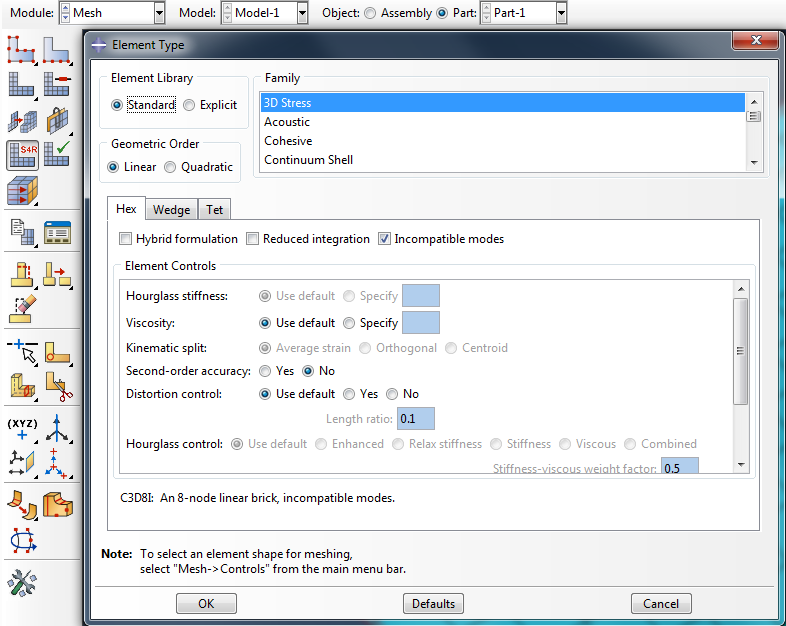 Module: Mesh Model: Model-1 Object: Assembly Part: Part-1
Element Type
Element Library
Family
Standard Explicit
3D Stress
Acoustic
Cohesive
Continuum Shell
Geometric Order
Linear Quadratic
S4R
Hex Wedge Tet
Hybrid formulation Reduced integration Incompatible modes
Element Controls
Hourglass stiffness: Use default Specify
Viscosity: Use default Specify
Kinematic split: Average strain Orthogonal Centroid
Second-order accuracy: Yes No
Distortion control: Use default Yes No
Length ratio: 0.1
Hourglass control: Use default Enhanced Relax stiffness Stiffness Viscous Combined
Stiffness-viscous weight factor: 0.5
(XYZ)
C3D8I: An 8-node linear brick, incompatible modes.
Note: To select an element shape for meshing,
select "Mesh->Controls" from the main menu bar.
OK Defaults Cancel